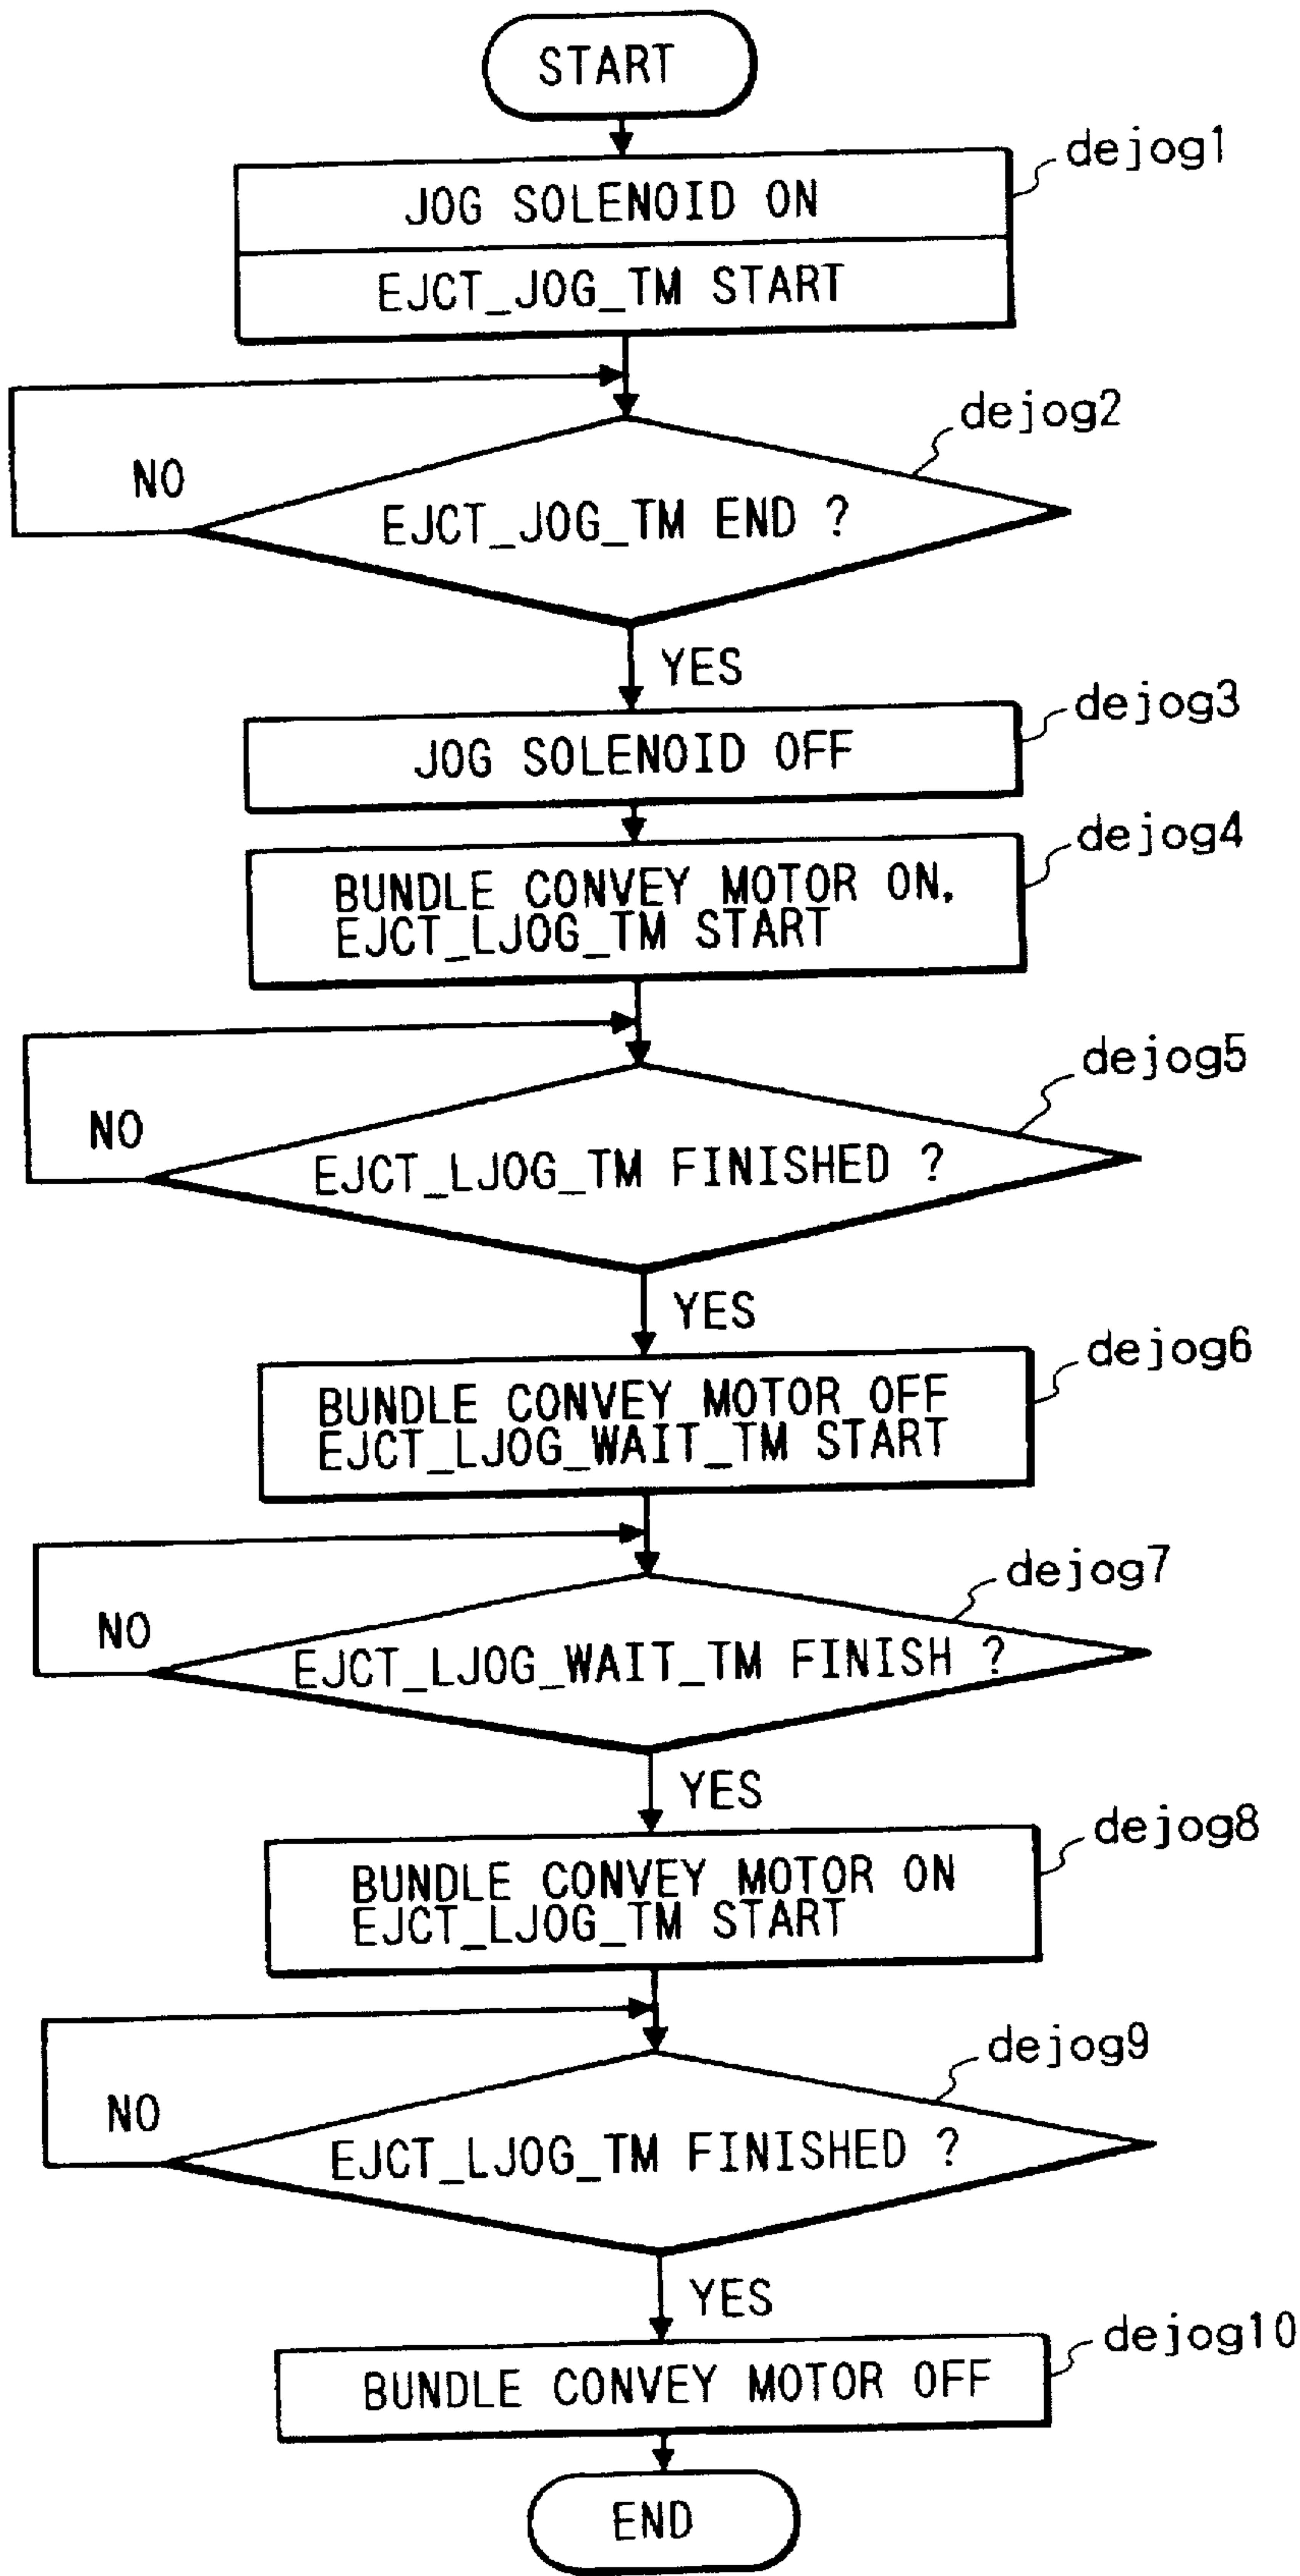 START
dejog1
JOG SOLENOID ON
EJCT_JOG_TM START
dejog2
NO
EJCT_JOG_TM END ?
YES
dejog3
JOG SOLENOID OFF
dejog4
BUNDLE CONVEY MOTOR ON,
EJCT_LJOG_TM START
dejog5
NO
EJCT_LJOG_TM FINISHED ?
YES
dejog6
BUNDLE CONVEY MOTOR OFF
EJCT_LJOG_WAIT_TM START
dejog7
NO
EJCT_LJOG_WAIT_TM FINISH ?
YES
dejog8
BUNDLE CONVEY MOTOR ON
EJCT_LJOG_TM START
dejog9
NO
EJCT_LJOG_TM FINISHED ?
YES
dejog10
BUNDLE CONVEY MOTOR OFF
END